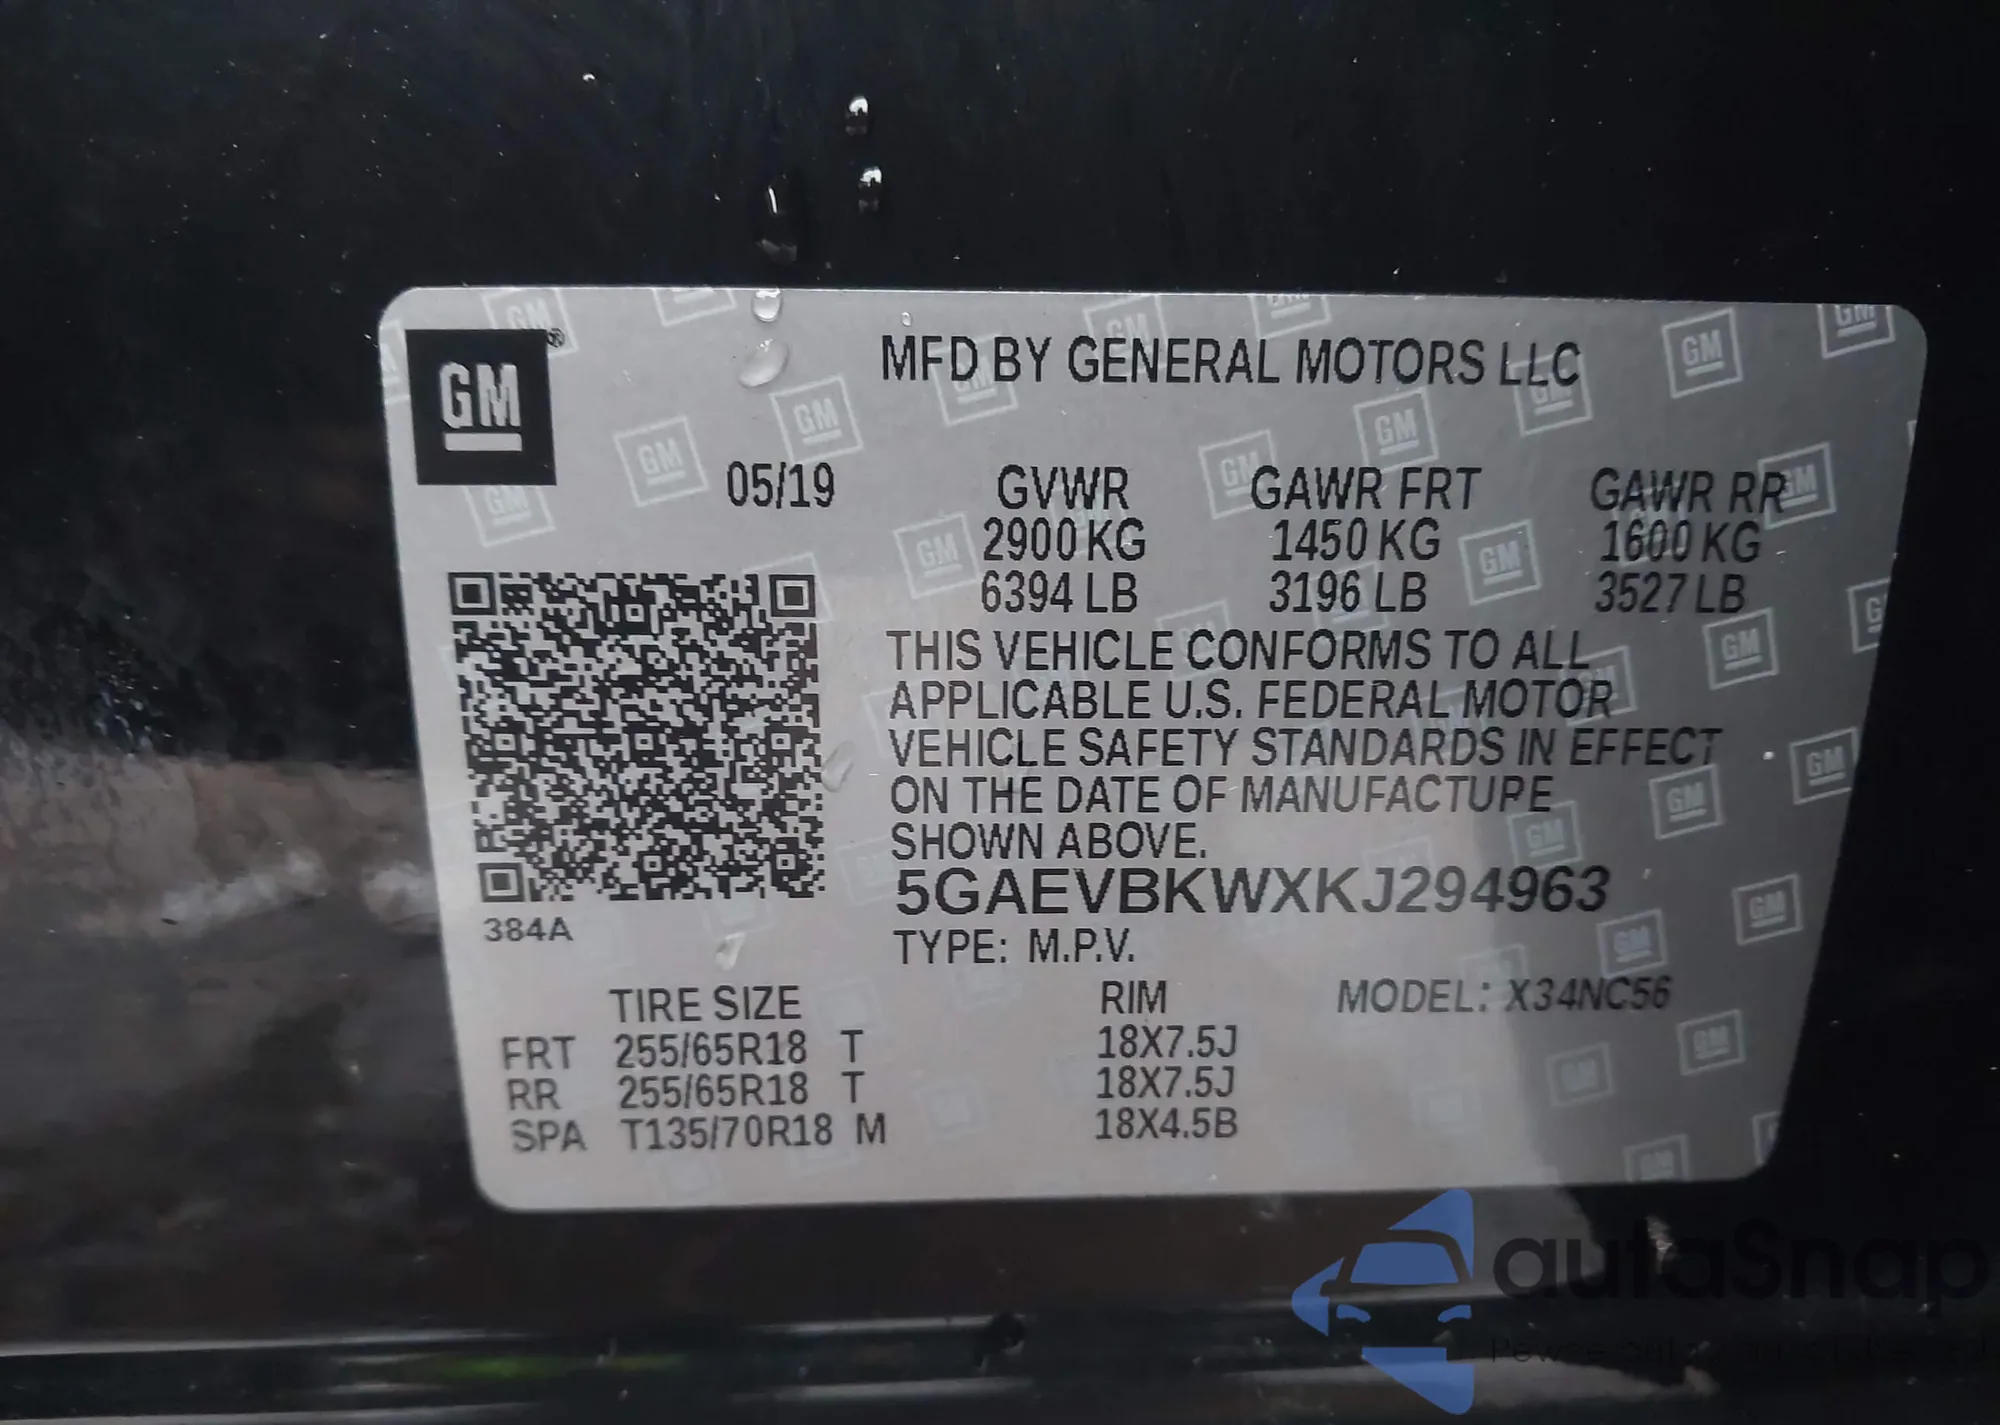 GM ®
MFD BY GENERAL MOTORS LLC
05/19 GVWR GAWR FRT GAWR RR
2900 KG 1450 KG 1600 KG
6394 LB 3196 LB 3527 LB
THIS VEHICLE CONFORMS TO ALL
APPLICABLE U.S. FEDERAL MOTOR
VEHICLE SAFETY STANDARDS IN EFFECT
ON THE DATE OF MANUFACTURE
SHOWN ABOVE.
5GAEVBKWXKJ294963
384A
TYPE: M.P.V.
TIRE SIZE RIM MODEL: X34NC56
FRT 255/65R18 T 18X7.5J
RR 255/65R18 T 18X7.5J
SPA T135/70R18 M 18X4.5B
autaSnap